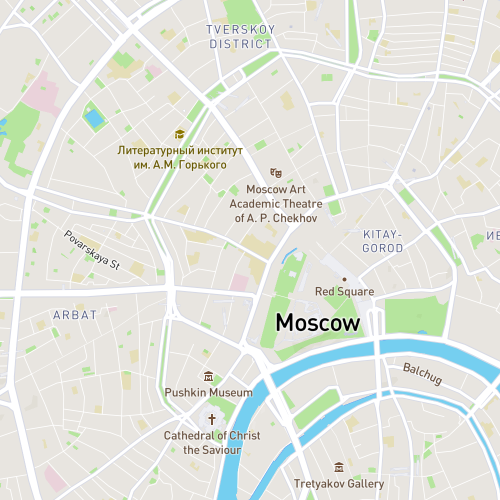 TVERSKOY
DISTRICT
Литературный институт
им. А.М. Горького
Moscow Art
Academic Theatre
of A. P. Chekhov
Povarskaya St
KITAY-
GOROD
Red Square
ARBAT
Moscow
Balchug
Pushkin Museum
Cathedral of Christ
the Saviour
Tretyakov Gallery